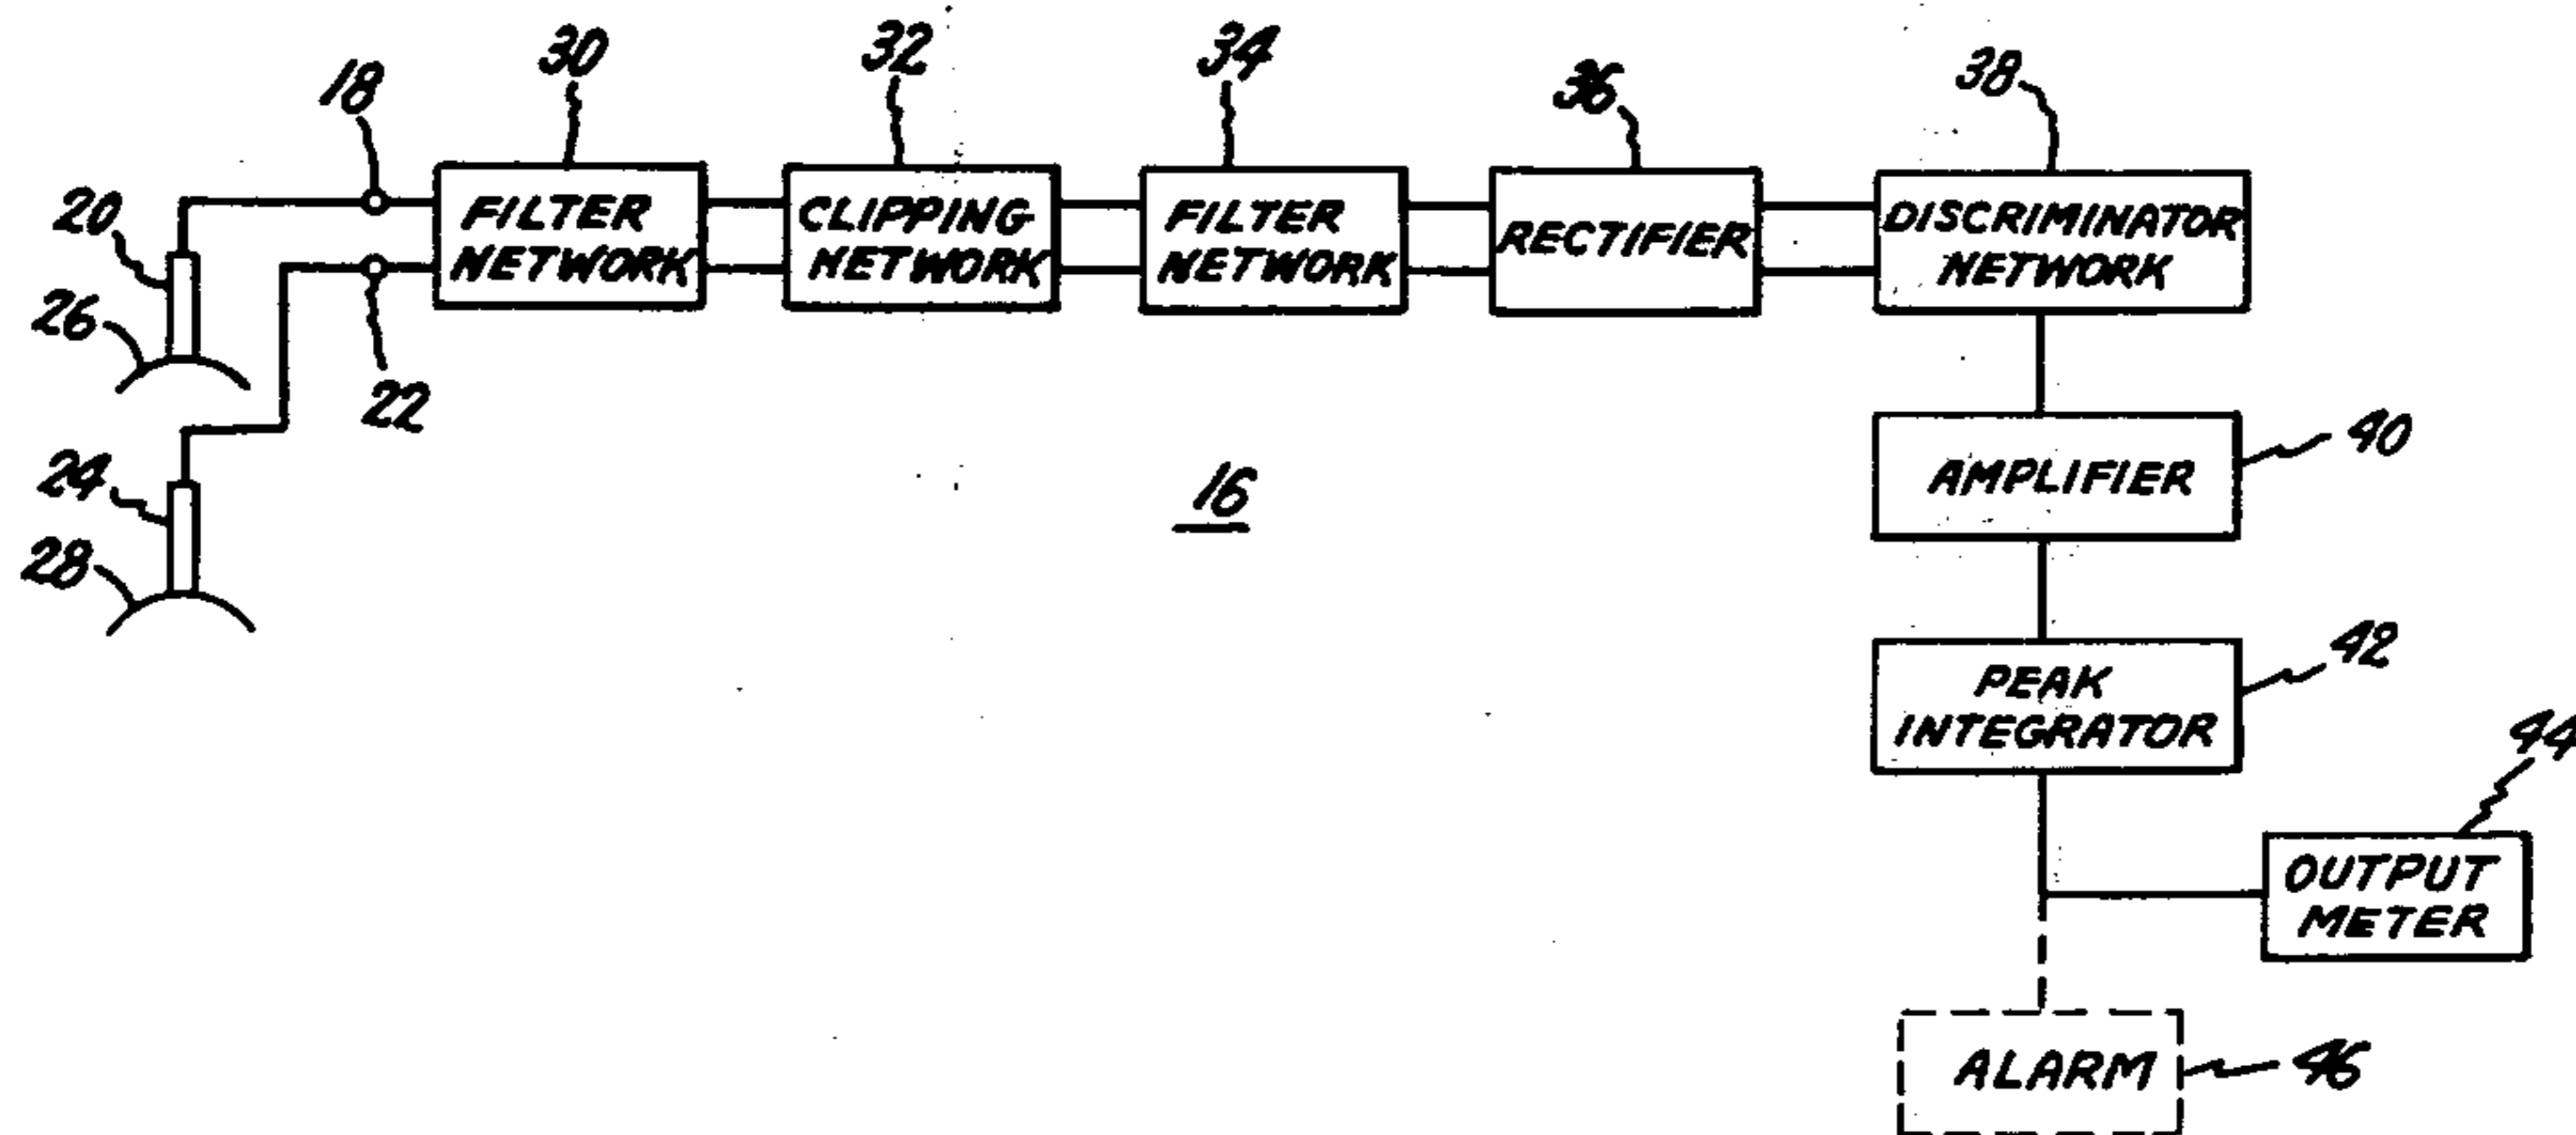 18
30
32
34
36
38
20
FILTER
NETWORK
CLIPPING
NETWORK
FILTER
NETWORK
RECTIFIER
DISCRIMINATOR
NETWORK
26
22
24
16
AMPLIFIER
40
28
PEAK
INTEGRATOR
42
44
OUTPUT
METER
ALARM
46